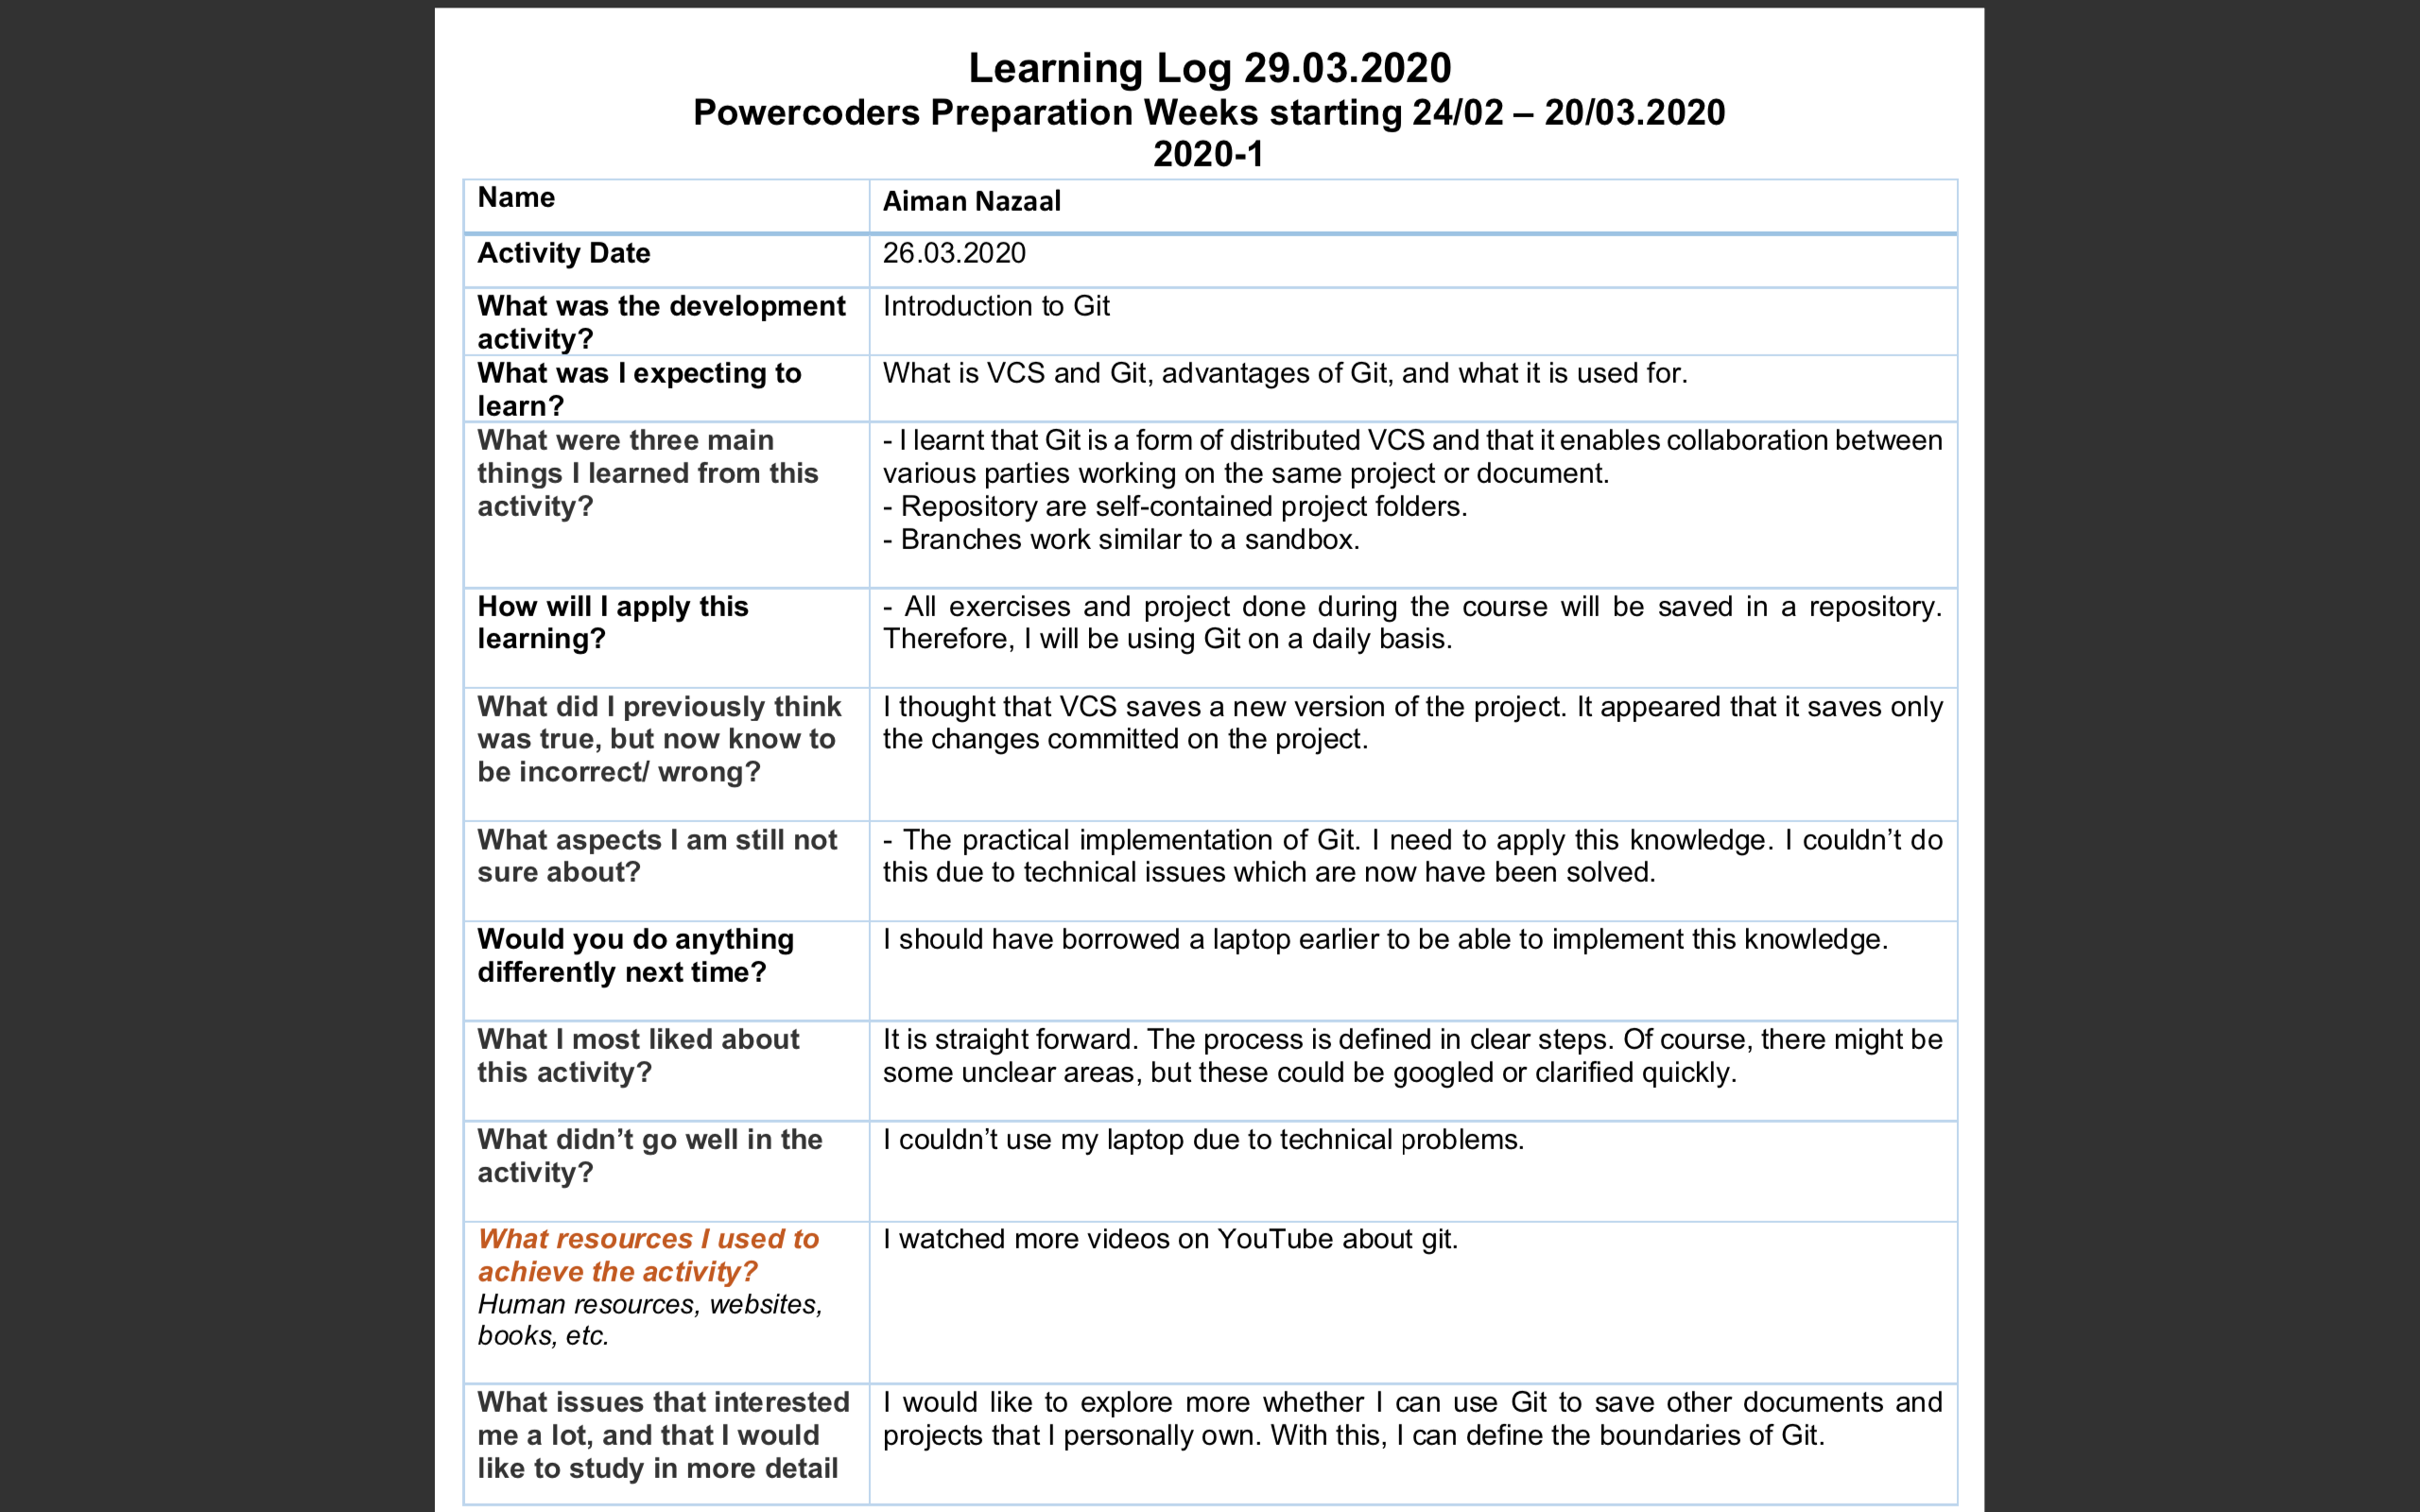 Learning Log 29.03.2020
Powercoders Preparation Weeks starting 24/02 – 20/03.2020
2020-1
Name
Aiman Nazaal
Activity Date
26.03.2020
What was the development
activity?
Introduction to Git
What was I expecting to
learn?
What is VCS and Git, advantages of Git, and what it is used for.
What were three main
things I learned from this
activity?
- I learnt that Git is a form of distributed VCS and that it enables collaboration between
various parties working on the same project or document.
- Repository are self-contained project folders.
- Branches work similar to a sandbox.
How will I apply this
learning?
- All exercises and project done during the course will be saved in a repository.
Therefore, I will be using Git on a daily basis.
What did I previously think
was true, but now know to
be incorrect/ wrong?
I thought that VCS saves a new version of the project. It appeared that it saves only
the changes committed on the project.
What aspects I am still not
sure about?
- The practical implementation of Git. I need to apply this knowledge. I couldn’t do
this due to technical issues which are now have been solved.
Would you do anything
differently next time?
I should have borrowed a laptop earlier to be able to implement this knowledge.
What I most liked about
this activity?
It is straight forward. The process is defined in clear steps. Of course, there might be
some unclear areas, but these could be googled or clarified quickly.
What didn’t go well in the
activity?
I couldn’t use my laptop due to technical problems.
What resources I used to
achieve the activity?
Human resources, websites,
books, etc.
I watched more videos on YouTube about git.
What issues that interested
me a lot, and that I would
like to study in more detail
I would like to explore more whether I can use Git to save other documents and
projects that I personally own. With this, I can define the boundaries of Git.